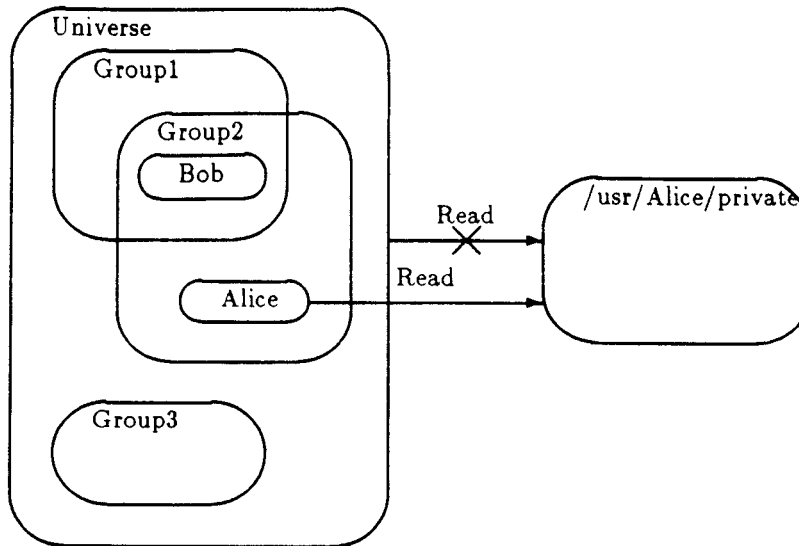 Universe
Group1
Group2
Bob
/usr/Alice/private
Read
Read
Alice
Group3